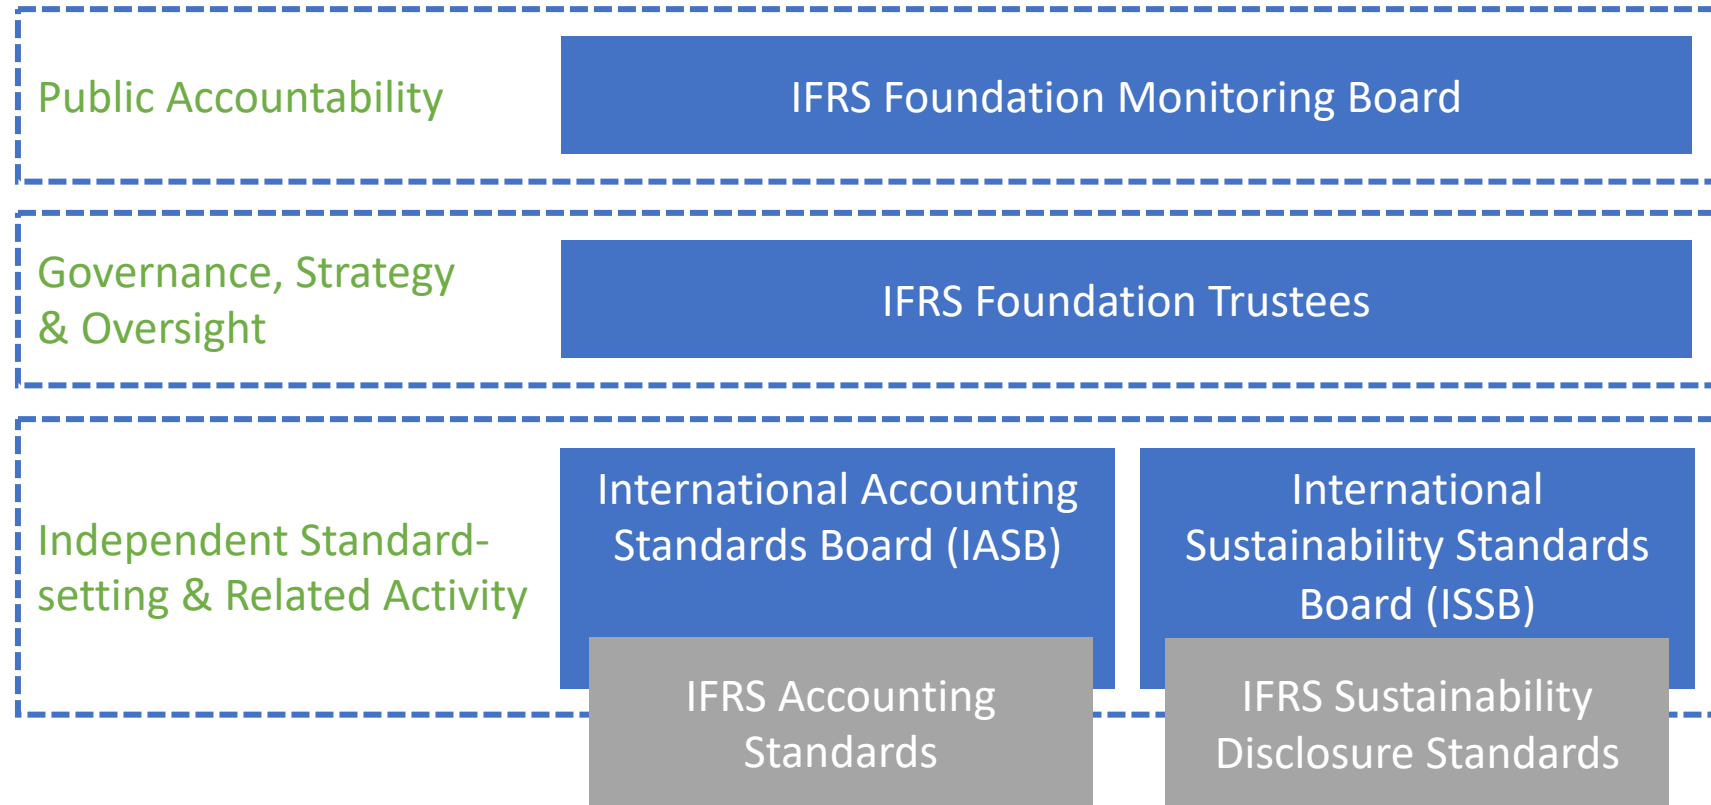 Public Accountability
IFRS Foundation Monitoring Board
Governance, Strategy
& Oversight
IFRS Foundation Trustees
Independent Standard-
setting & Related Activity
International Accounting
Standards Board (IASB)
IFRS Accounting
Standards
International
Sustainability Standards
Board (ISSB)
IFRS Sustainability
Disclosure Standards